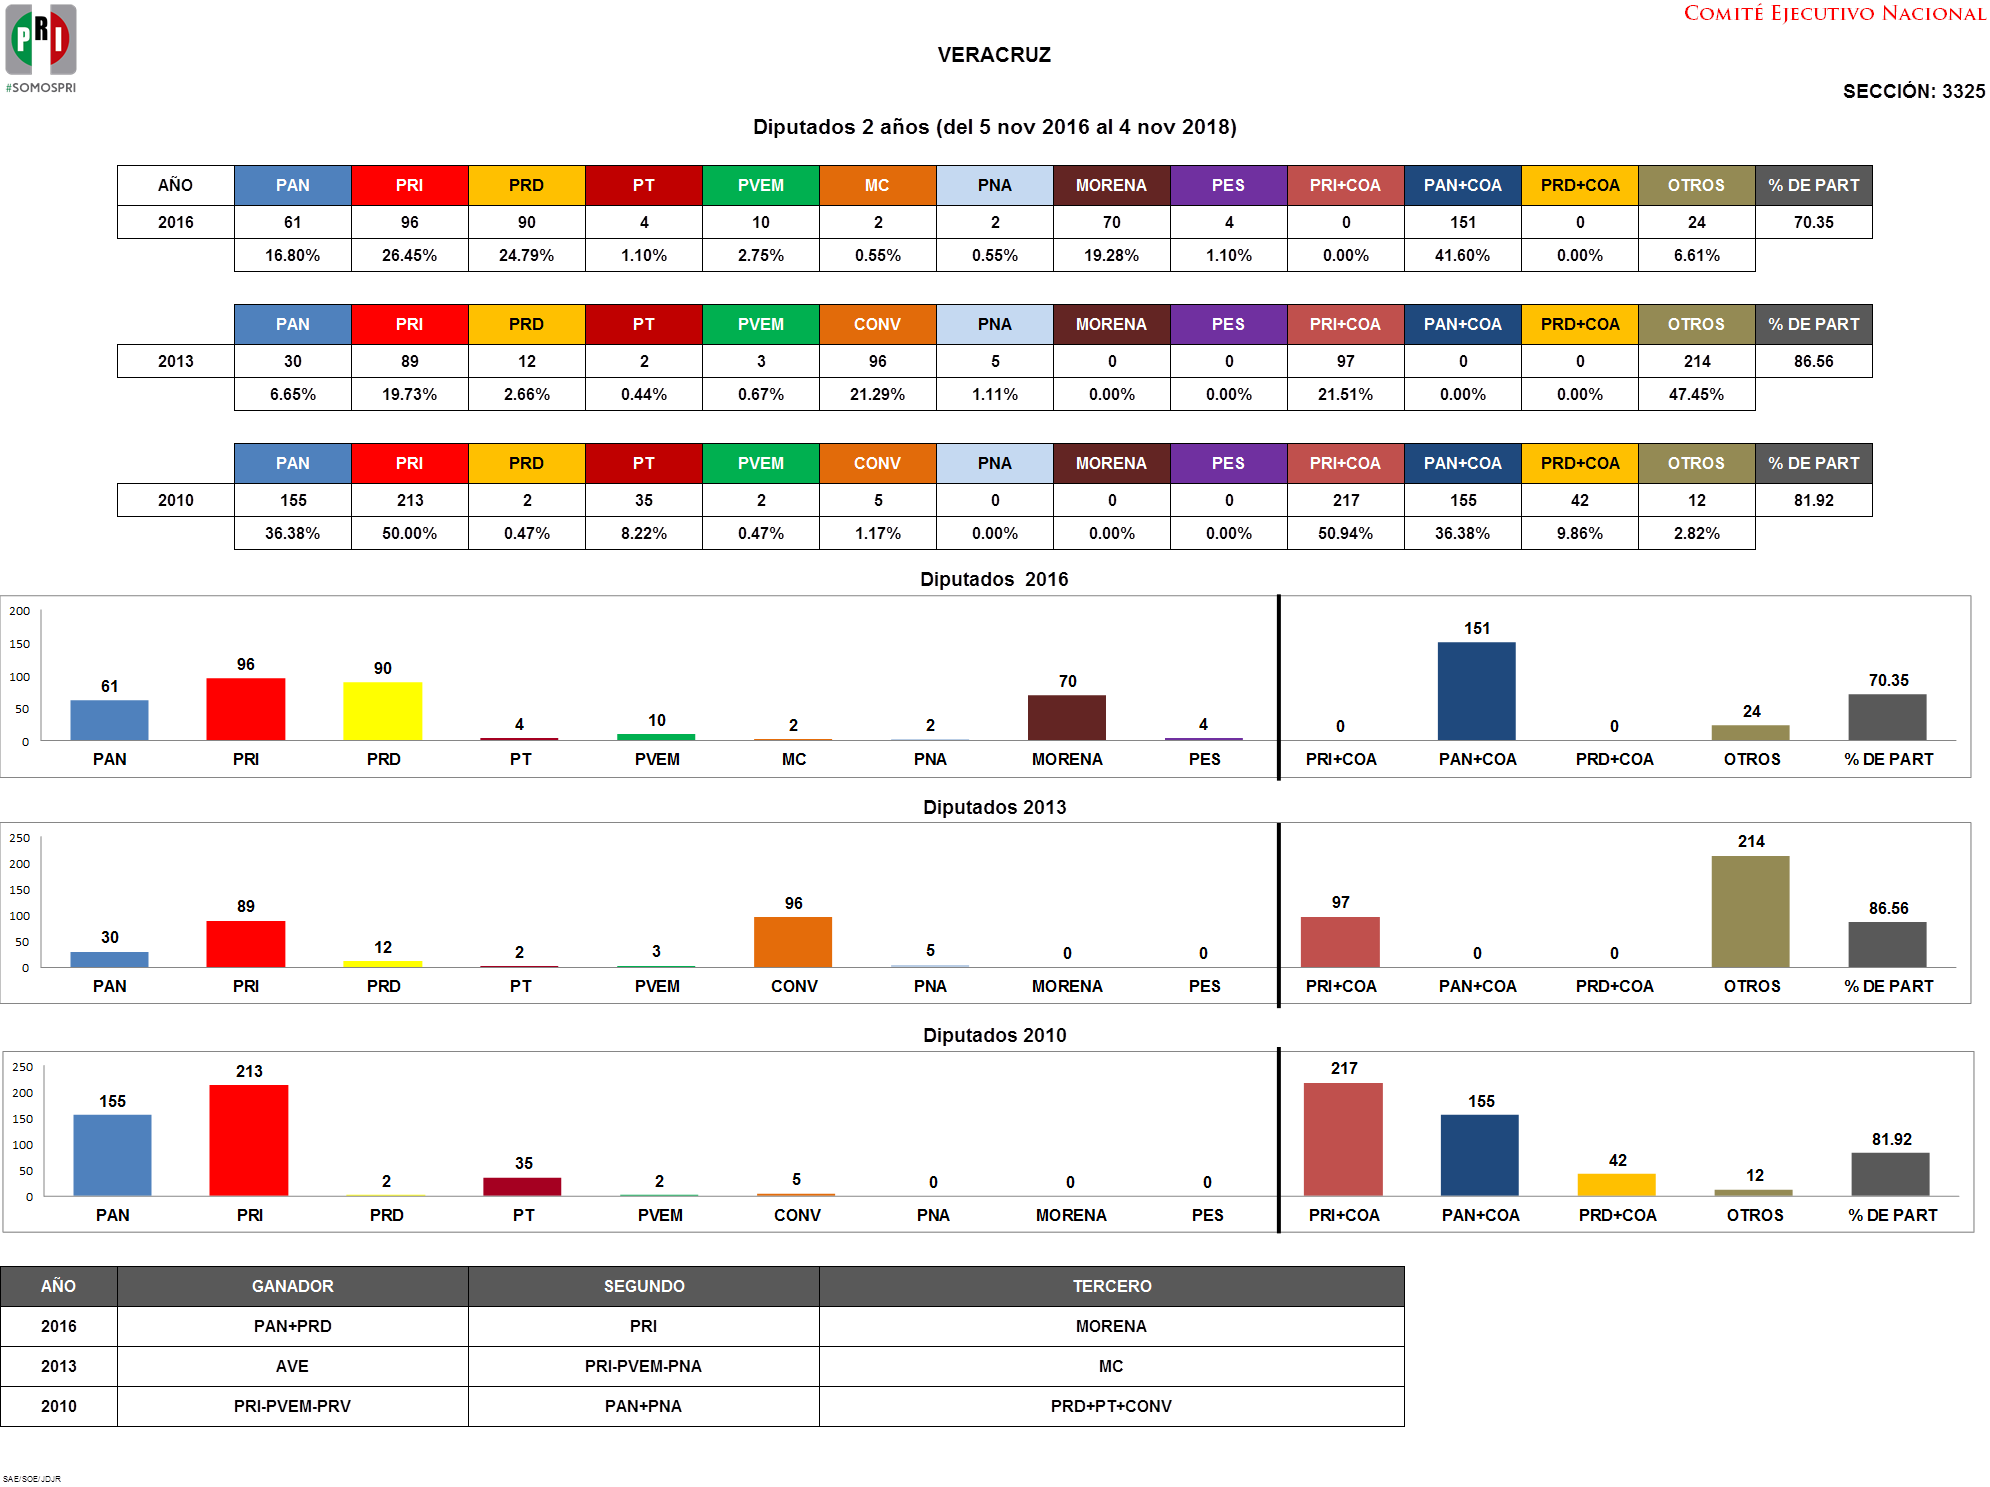 PRI
#SOMOSPRI
COMITÉ EJECUTIVO NACIONAL
VERACRUZ
SECCIÓN: 3325
Diputados 2 años (del 5 nov 2016 al 4 nov 2018)
AÑO PAN PRI PRD PT PVEM MC PNA MORENA PES PRI+COA PAN+COA PRD+COA OTROS % DE PART
2016 61 96 90 4 10 2 2 70 4 0 151 0 24 70.35
16.80% 26.45% 24.79% 1.10% 2.75% 0.55% 0.55% 19.28% 1.10% 0.00% 41.60% 0.00% 6.61%
PAN PRI PRD PT PVEM CONV PNA MORENA PES PRI+COA PAN+COA PRD+COA OTROS % DE PART
2013 30 89 12 2 3 96 5 0 0 97 0 0 214 86.56
6.65% 19.73% 2.66% 0.44% 0.67% 21.29% 1.11% 0.00% 0.00% 21.51% 0.00% 0.00% 47.45%
PAN PRI PRD PT PVEM CONV PNA MORENA PES PRI+COA PAN+COA PRD+COA OTROS % DE PART
2010 155 213 2 35 2 5 0 0 0 217 155 42 12 81.92
36.38% 50.00% 0.47% 8.22% 0.47% 1.17% 0.00% 0.00% 0.00% 50.94% 36.38% 9.86% 2.82%
Diputados 2016
200
150
100
50
0
61 96 90 4 10 2 2 70 4 0 151 0 24 70.35
PAN PRI PRD PT PVEM MC PNA MORENA PES PRI+COA PAN+COA PRD+COA OTROS % DE PART
Diputados 2013
250
200
150
100
50
0
30 89 12 2 3 96 5 0 0 97 0 0 214 86.56
PAN PRI PRD PT PVEM CONV PNA MORENA PES PRI+COA PAN+COA PRD+COA OTROS % DE PART
Diputados 2010
250
200
150
100
50
0
155 213 2 35 2 5 0 0 0 217 155 42 12 81.92
PAN PRI PRD PT PVEM CONV PNA MORENA PES PRI+COA PAN+COA PRD+COA OTROS % DE PART
AÑO GANADOR SEGUNDO TERCERO
2016 PAN+PRD PRI MORENA
2013 AVE PRI-PVEM-PNA MC
2010 PRI-PVEM-PRV PAN+PNA PRD+PT+CONV
SAE/SOE/JDJR